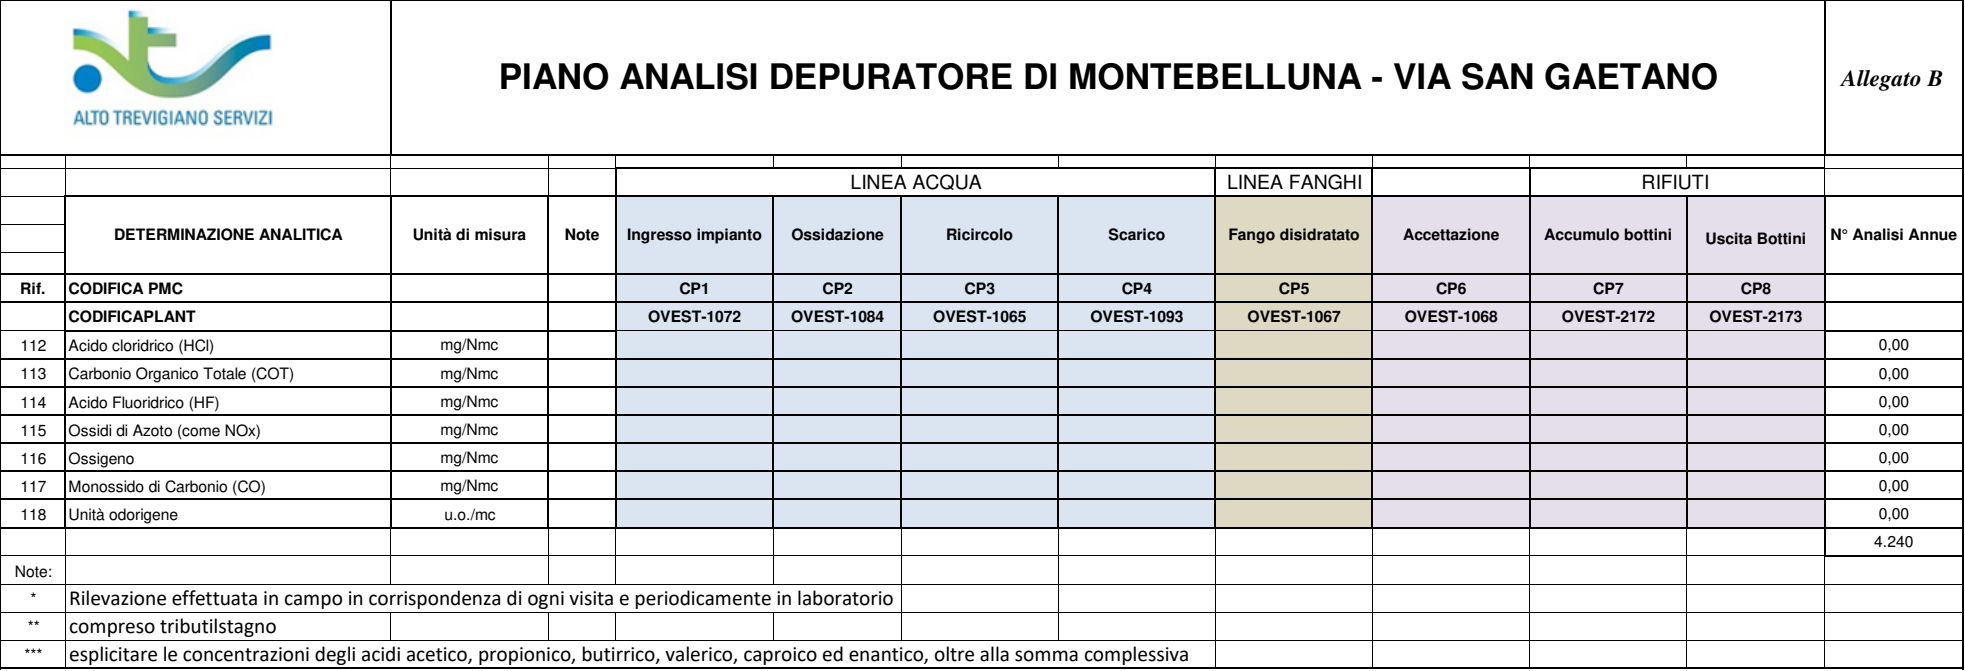 ALTO TREVIGIANO SERVIZI
PIANO ANALISI DEPURATORE DI MONTEBELLUNA - VIA SAN GAETANO
Allegato B
LINEA ACQUA LINEA FANGHI RIFIUTI
DETERMINAZIONE ANALITICA Unità di misura Note Ingresso impianto Ossidazione Ricircolo Scarico Fango disidratato Accettazione Accumulo bottini Uscita Bottini N° Analisi Annue
Rif. CODIFICA PMC CP1 CP2 CP3 CP4 CP5 CP6 CP7 CP8
CODIFICAPLANT OVEST-1072 OVEST-1084 OVEST-1065 OVEST-1093 OVEST-1067 OVEST-1068 OVEST-2172 OVEST-2173
112 Acido cloridrico (HCl) mg/Nmc 0,00
113 Carbonio Organico Totale (COT) mg/Nmc 0,00
114 Acido Fluoridrico (HF) mg/Nmc 0,00
115 Ossidi di Azoto (come NOx) mg/Nmc 0,00
116 Ossigeno mg/Nmc 0,00
117 Monossido di Carbonio (CO) mg/Nmc 0,00
118 Unità odorigene u.o./mc 0,00
4.240
Note:
* Rilevazione effettuata in campo in corrispondenza di ogni visita e periodicamente in laboratorio
** compreso tributilstagno
*** esplicitare le concentrazioni degli acidi acetico, propionico, butirrico, valerico, caproico ed enantico, oltre alla somma complessiva